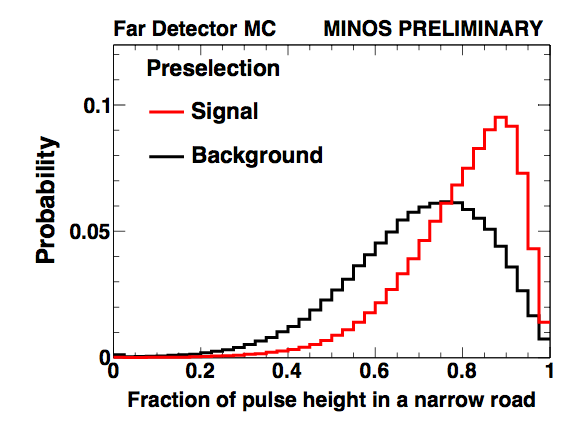 Far Detector MC MINOS PRELIMINARY
Preselection
Signal
Background
Probability
0.1
0.05
0
0 0.2 0.4 0.6 0.8 1
Fraction of pulse height in a narrow road